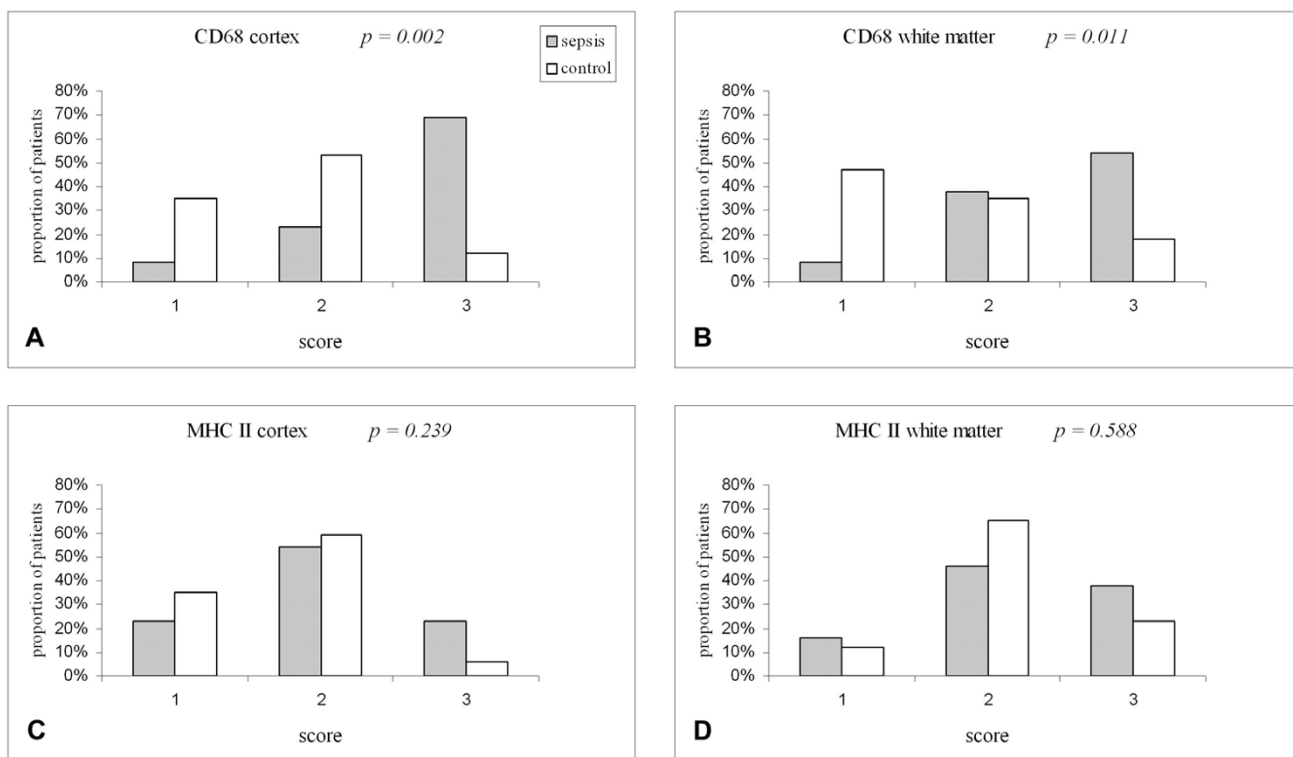 CD68 cortex p = 0.002
sepsis
control
proportion of patients
80%
70%
60%
50%
40%
30%
20%
10%
0%
1 2 3
score
A
CD68 white matter p = 0.011
proportion of patients
80%
70%
60%
50%
40%
30%
20%
10%
0%
1 2 3
score
B
MHC II cortex p = 0.239
proportion of patients
80%
70%
60%
50%
40%
30%
20%
10%
0%
1 2 3
score
C
MHC II white matter p = 0.588
proportion of patients
80%
70%
60%
50%
40%
30%
20%
10%
0%
1 2 3
score
D